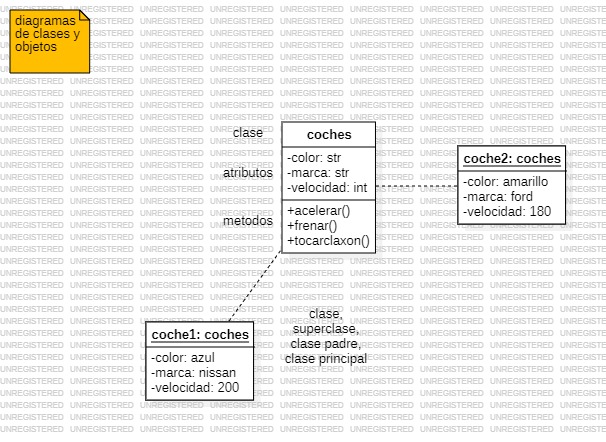 diagramas
de clases y
objetos
clase
coches
atributos
-color: str
-marca: str
-velocidad: int
metodos
+acelerar()
+frenar()
+tocarclaxon()
coche2: coches
-color: amarillo
-marca: ford
-velocidad: 180
coche1: coches
-color: azul
-marca: nissan
-velocidad: 200
clase,
superclase,
clase padre,
clase principal
UNREGISTERED